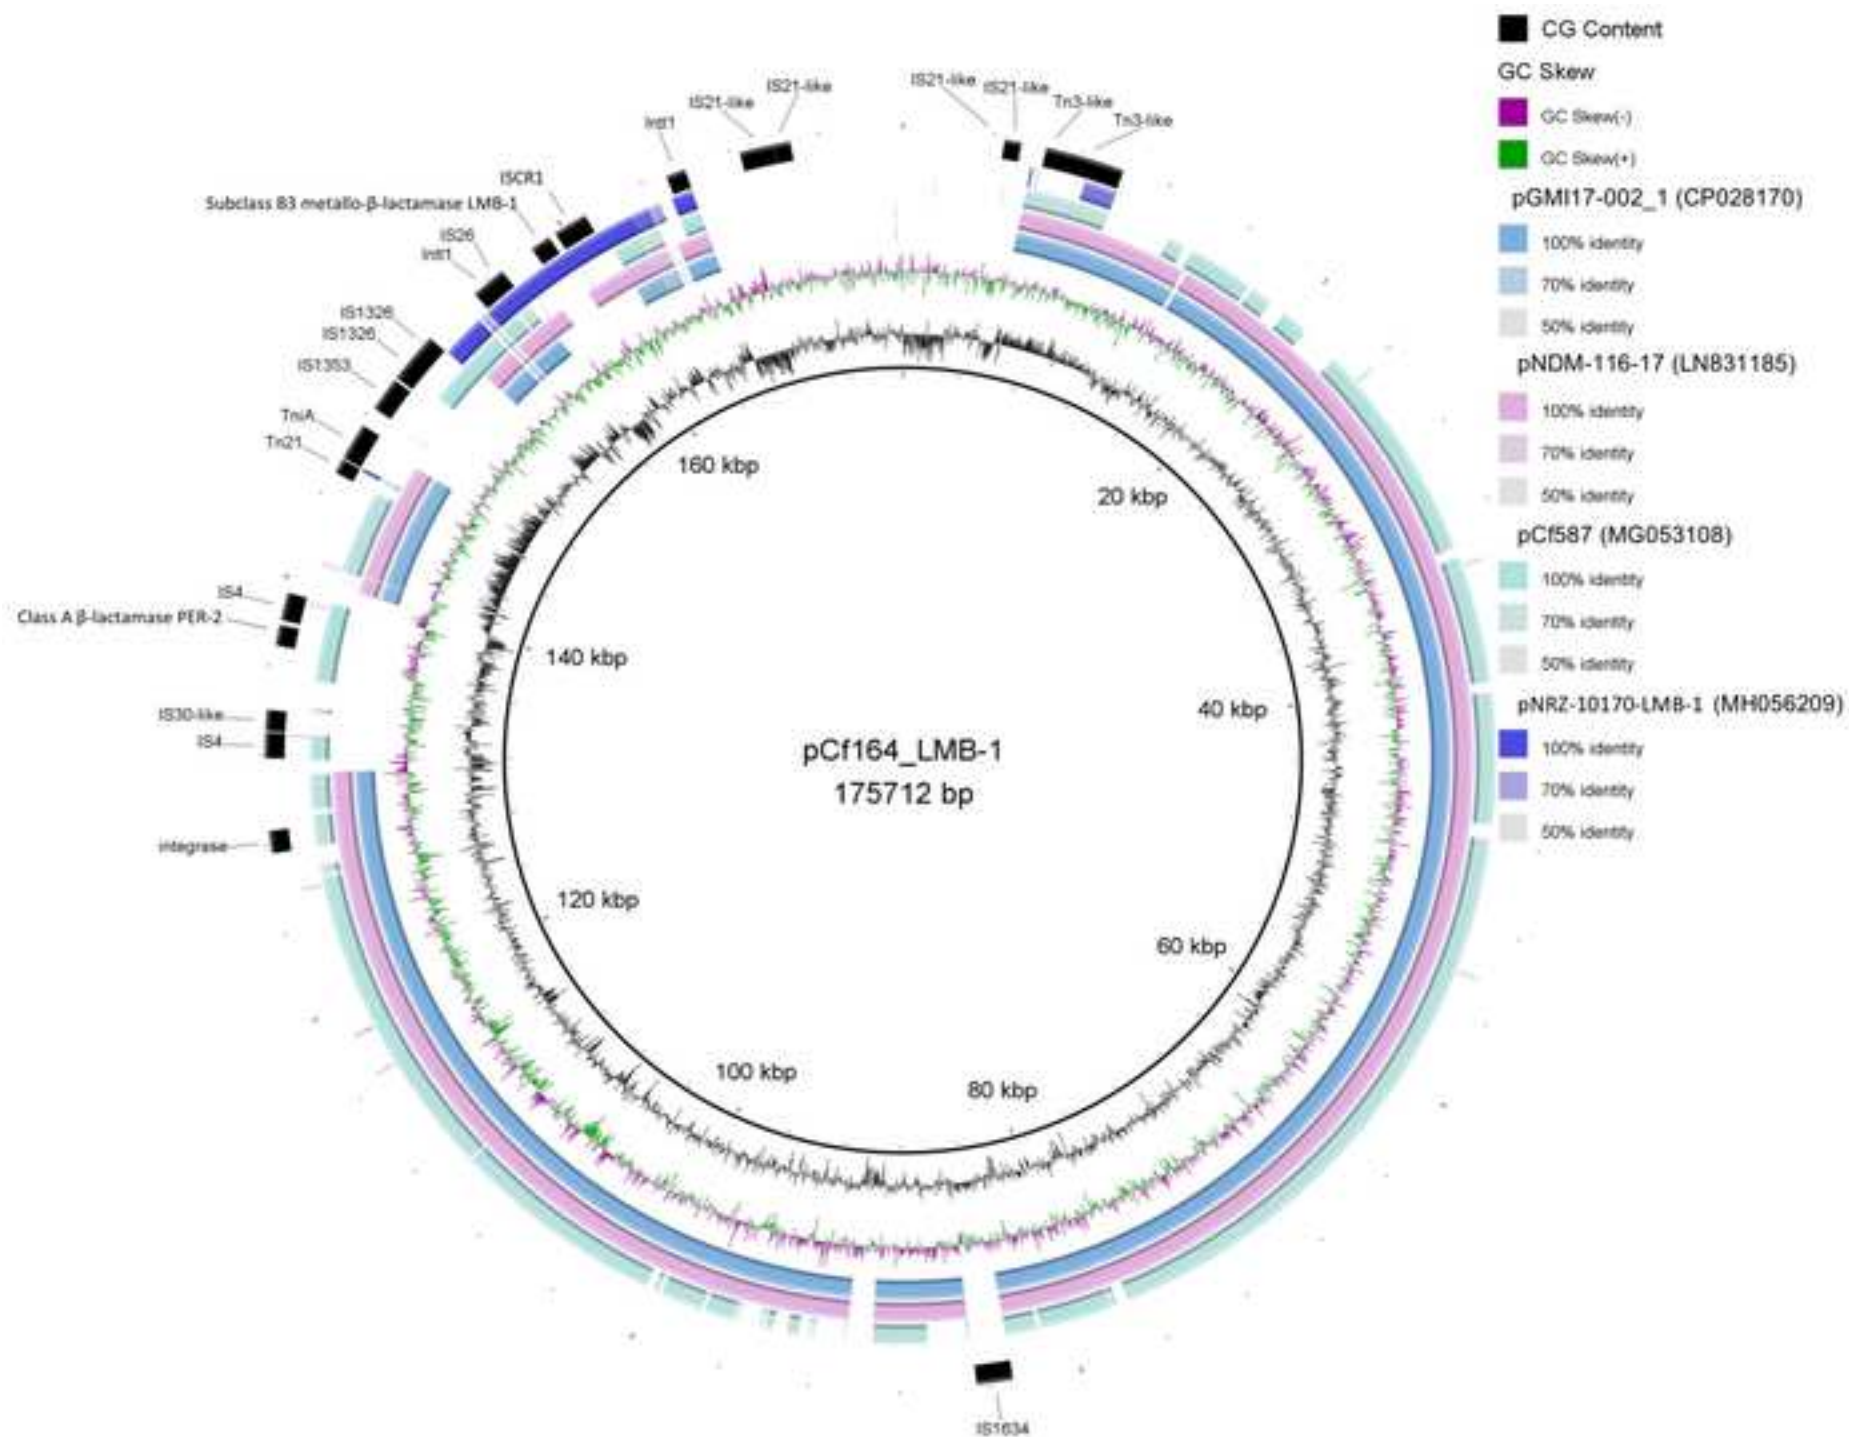 CG Content
GC Skew
GC Skew(-)
GC Skew(+)
pGMI17-002_1 (CP028170)
100% identity
70% identity
50% identity
pNDM-116-17 (LN831185)
100% identity
70% identity
50% identity
pCf587 (MG053108)
100% identity
70% identity
50% identity
pNRZ-10170-LMB-1 (MH056209)
100% identity
70% identity
50% identity
IS21-like
IS21-like
IS21-like
IS21-like
Tn3-like
Tn3-like
IntI1
ISCR1
Subclass B3 metallo-β-lactamase LMB-1
IS26
IntI1
IS1326
IS1326
IS1353
TniA
Tn21
IS4
Class A β-lactamase PER-2
IS30-like
IS4
integrase
IS1634
160 kbp
20 kbp
140 kbp
40 kbp
120 kbp
60 kbp
100 kbp
80 kbp
pCf164_LMB-1
175712 bp